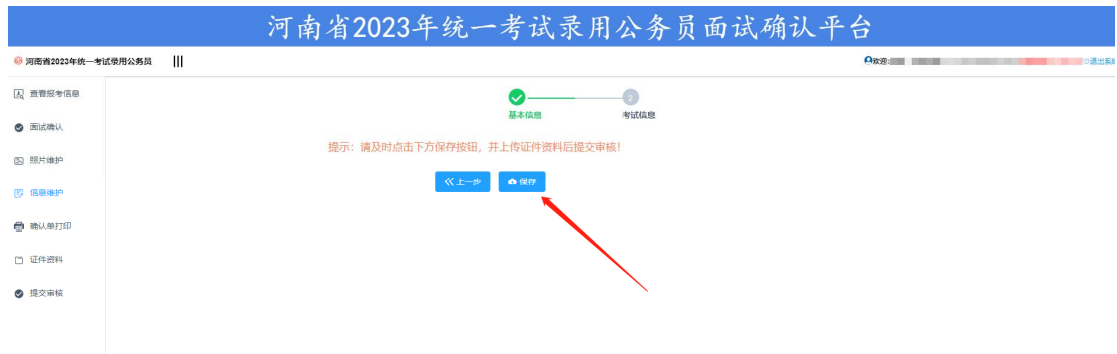 河南省2023年统一考试录用公务员面试确认平台
河南省2023年统一考试录用公务员
欢迎:
退出系统
查看报考信息
面试确认
照片维护
信息维护
确认单打印
证件资料
提交审核
2
基本信息
考试信息
提示：请及时点击下方保存按钮，并上传证件资料后提交审核！
上一步
保存